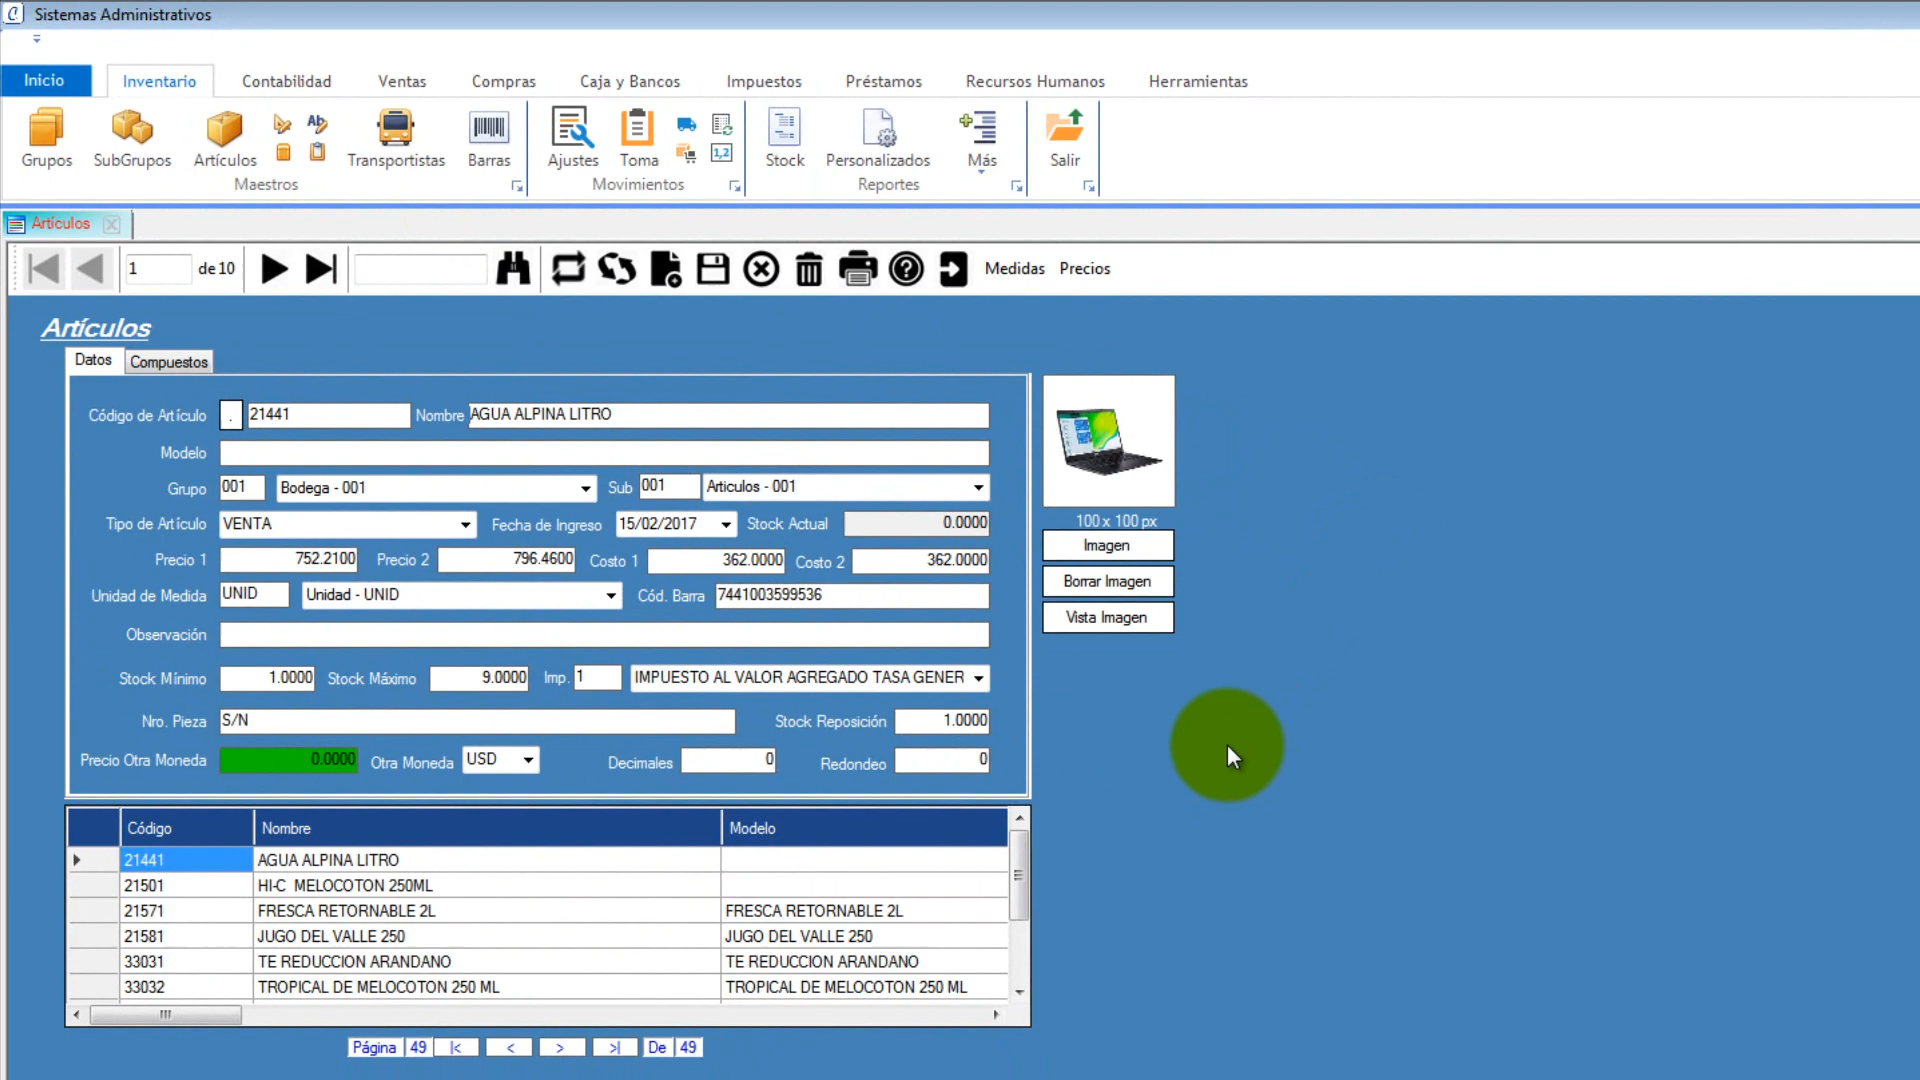 Sistemas Administrativos
Inicio Inventario Contabilidad Ventas Compras Caja y Bancos Impuestos Préstamos Recursos Humanos Herramientas
Grupos SubGrupos Artículos Ab Transportistas Barras Ajustes Toma 1,2 Stock Personalizados Más Salir
Maestros Movimientos Reportes
Artículos
1 de 10 Medidas Precios
Artículos
Datos Compuestos
Código de Artículo . 21441 Nombre AGUA ALPINA LITRO
Modelo
Grupo 001 Bodega - 001 Sub 001 Articulos - 001
Tipo de Artículo VENTA Fecha de Ingreso 15/02/2017 Stock Actual 0.0000
Precio 1 752.2100 Precio 2 796.4600 Costo 1 362.0000 Costo 2 362.0000
Unidad de Medida UNID Unidad - UNID Cód. Barra 7441003599536
Observación
Stock Mínimo 1.0000 Stock Máximo 9.0000 Imp. 1 IMPUESTO AL VALOR AGREGADO TASA GENER
Nro. Pieza S/N Stock Reposición 1.0000
Precio Otra Moneda 0.0000 Otra Moneda USD Decimales 0 Redondeo 0
100 x 100 px
Imagen
Borrar Imagen
Vista Imagen
Código Nombre Modelo
21441 AGUA ALPINA LITRO
21501 HI-C MELOCOTON 250ML
21571 FRESCA RETORNABLE 2L FRESCA RETORNABLE 2L
21581 JUGO DEL VALLE 250 JUGO DEL VALLE 250
33031 TE REDUCCION ARANDANO TE REDUCCION ARANDANO
33032 TROPICAL DE MELOCOTON 250 ML TROPICAL DE MELOCOTON 250 ML
Página 49 |< < > >| De 49